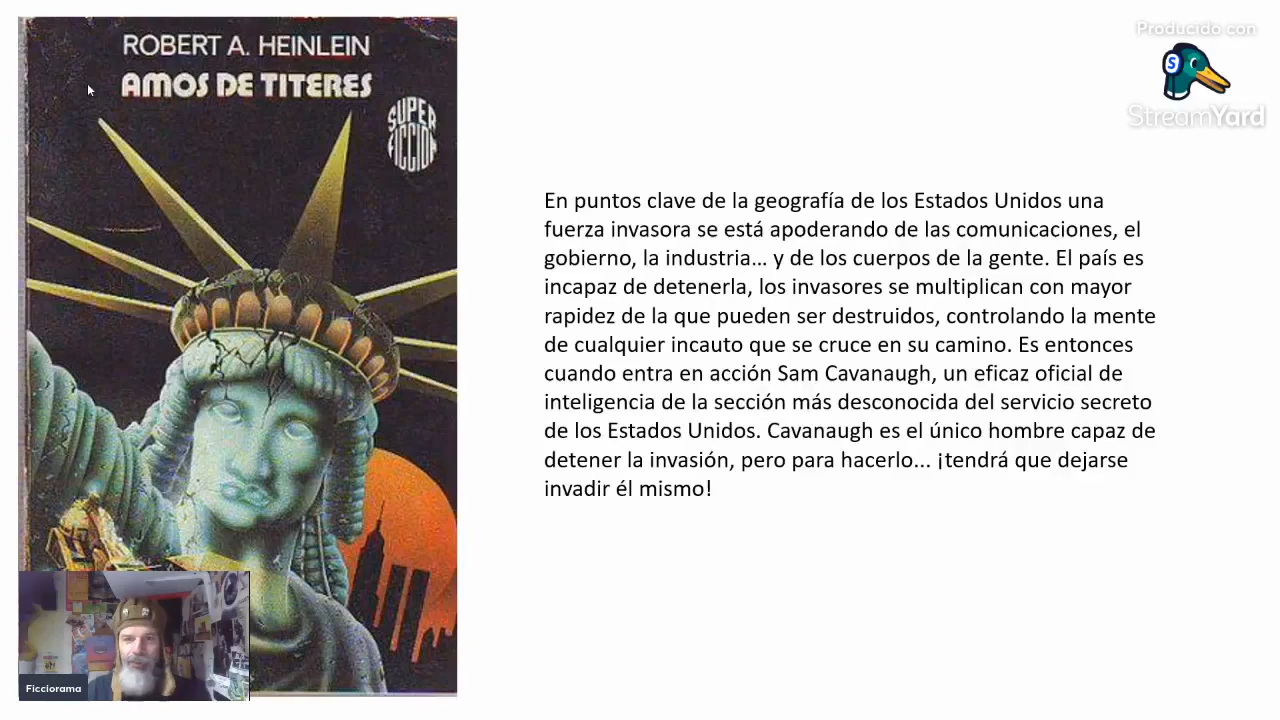 ROBERT A. HEINLEIN
AMOS DE TITERES
SUPER
FICCION
Producido con
S
StreamYard
En puntos clave de la geografía de los Estados Unidos una
fuerza invasora se está apoderando de las comunicaciones, el
gobierno, la industria… y de los cuerpos de la gente. El país es
incapaz de detenerla, los invasores se multiplican con mayor
rapidez de la que pueden ser destruidos, controlando la mente
de cualquier incauto que se cruce en su camino. Es entonces
cuando entra en acción Sam Cavanaugh, un eficaz oficial de
inteligencia de la sección más desconocida del servicio secreto
de los Estados Unidos. Cavanaugh es el único hombre capaz de
detener la invasión, pero para hacerlo... ¡tendrá que dejarse
invadir él mismo!
Ficciorama